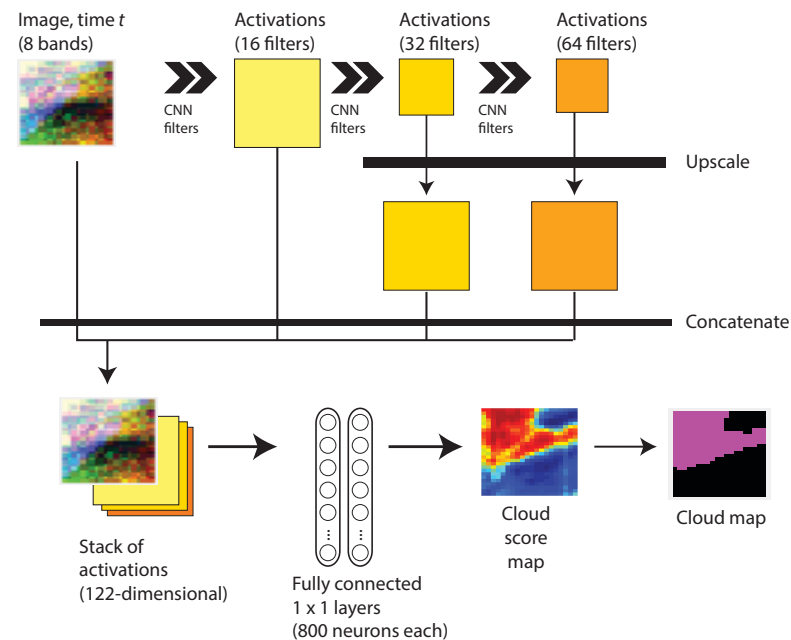 Image, time t
(8 bands)
Activations
(16 filters)
Activations
(32 filters)
Activations
(64 filters)
CNN
filters
CNN
filters
CNN
filters
Upscale
Concatenate
Stack of
activations
(122-dimensional)
...
...
Fully connected
1 x 1 layers
(800 neurons each)
Cloud
score
map
Cloud map